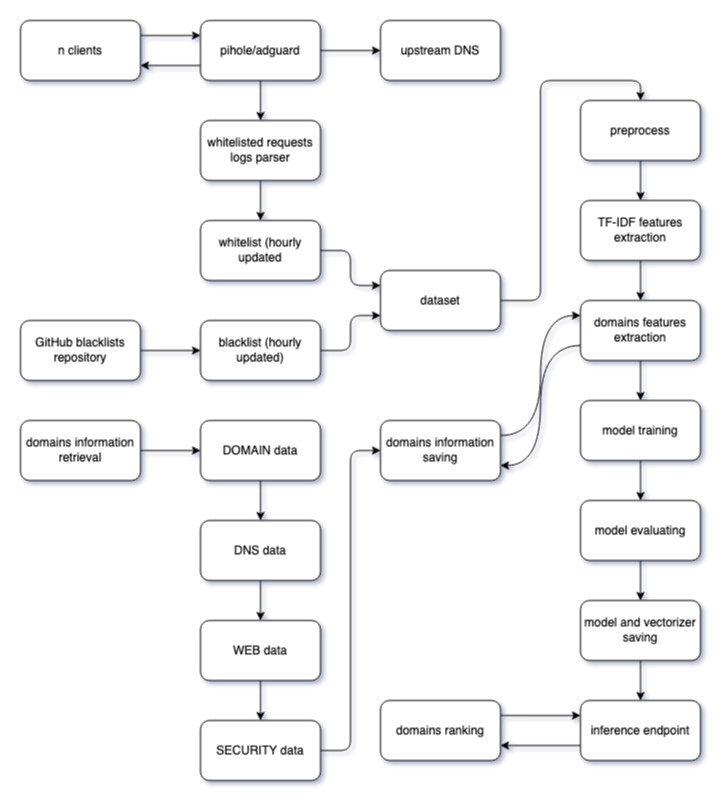 n clients
pihole/adguard
upstream DNS
preprocess
whitelisted requests
logs parser
TF-IDF features
extraction
whitelist (hourly
updated
dataset
domains features
extraction
GitHub blacklists
repository
blacklist (hourly
updated)
domains information
retrieval
DOMAIN data
domains information
saving
model training
DNS data
model evaluating
WEB data
model and vectorizer
saving
SECURITY data
domains ranking
inference endpoint